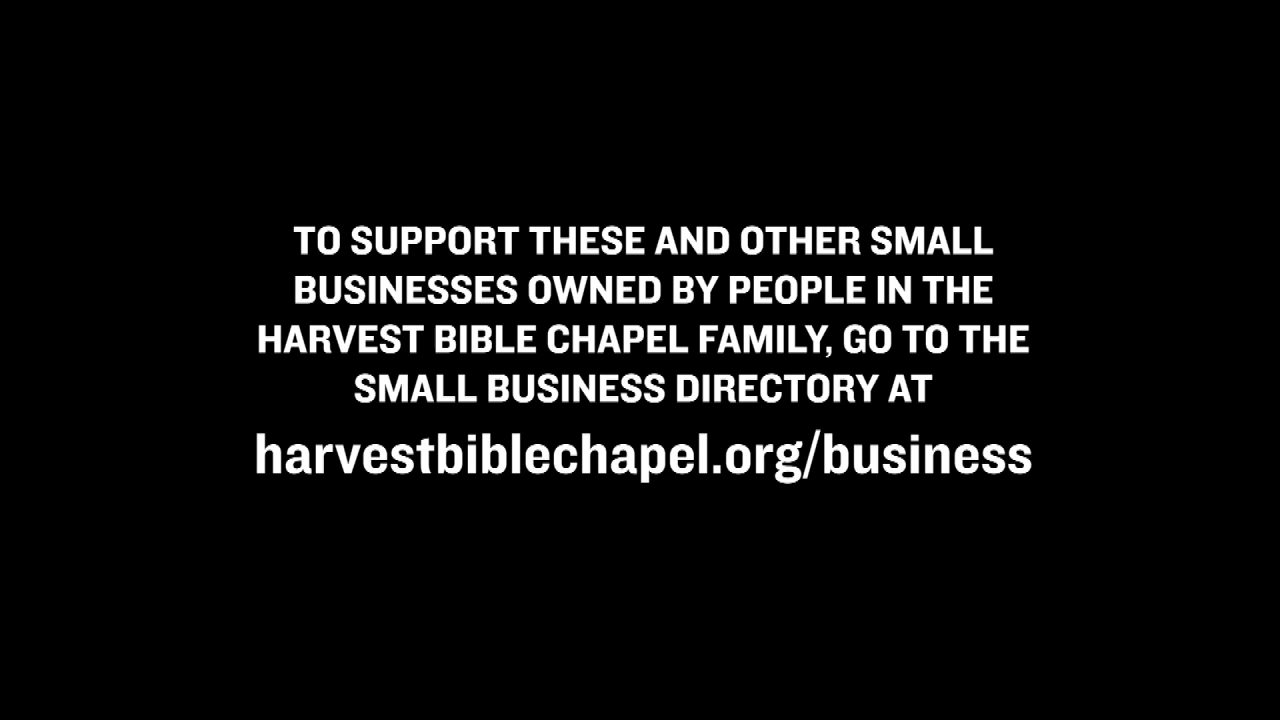 TO SUPPORT THESE AND OTHER SMALL
BUSINESSES OWNED BY PEOPLE IN THE
HARVEST BIBLE CHAPEL FAMILY, GO TO THE
SMALL BUSINESS DIRECTORY AT
harvestbiblechapel.org/business